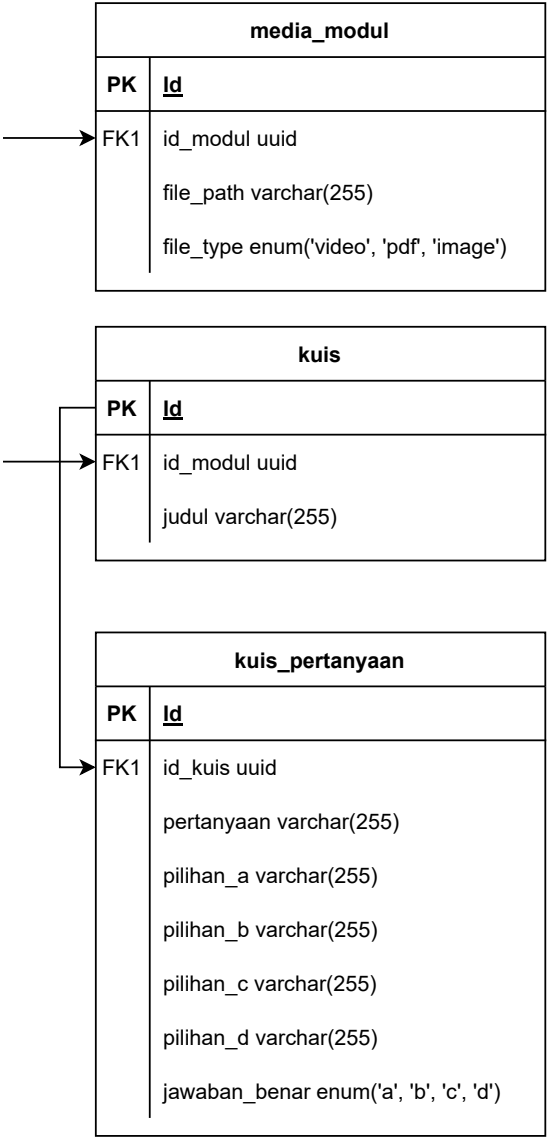 media_modul
PK Id
FK1 id_modul uuid
file_path varchar(255)
file_type enum('video', 'pdf', 'image')
kuis
PK Id
FK1 id_modul uuid
judul varchar(255)
kuis_pertanyaan
PK Id
FK1 id_kuis uuid
pertanyaan varchar(255)
pilihan_a varchar(255)
pilihan_b varchar(255)
pilihan_c varchar(255)
pilihan_d varchar(255)
jawaban_benar enum('a', 'b', 'c', 'd')